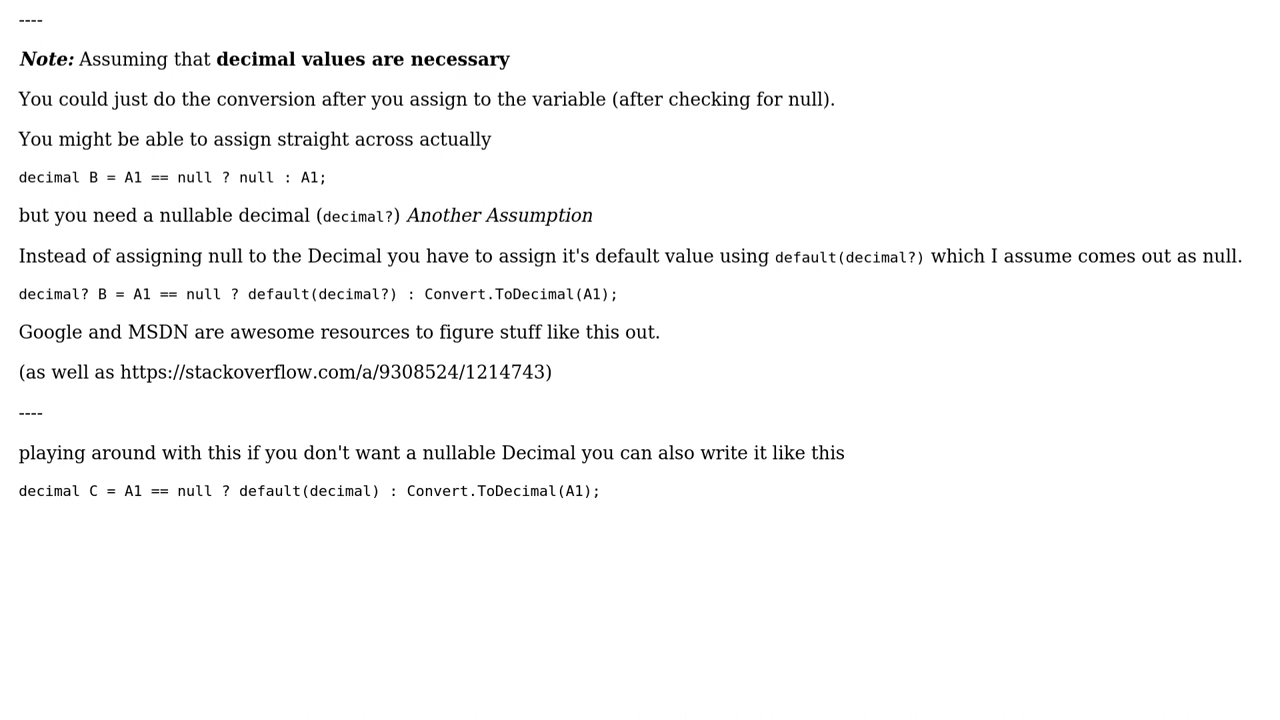 ----
Note: Assuming that decimal values are necessary
You could just do the conversion after you assign to the variable (after checking for null).
You might be able to assign straight across actually
decimal B = A1 == null ? null : A1;
but you need a nullable decimal (decimal?) Another Assumption
Instead of assigning null to the Decimal you have to assign it's default value using default(decimal?) which I assume comes out as null.
decimal? B = A1 == null ? default(decimal?) : Convert.ToDecimal(A1);
Google and MSDN are awesome resources to figure stuff like this out.
(as well as https://stackoverflow.com/a/9308524/1214743)
----
playing around with this if you don't want a nullable Decimal you can also write it like this
decimal C = A1 == null ? default(decimal) : Convert.ToDecimal(A1);